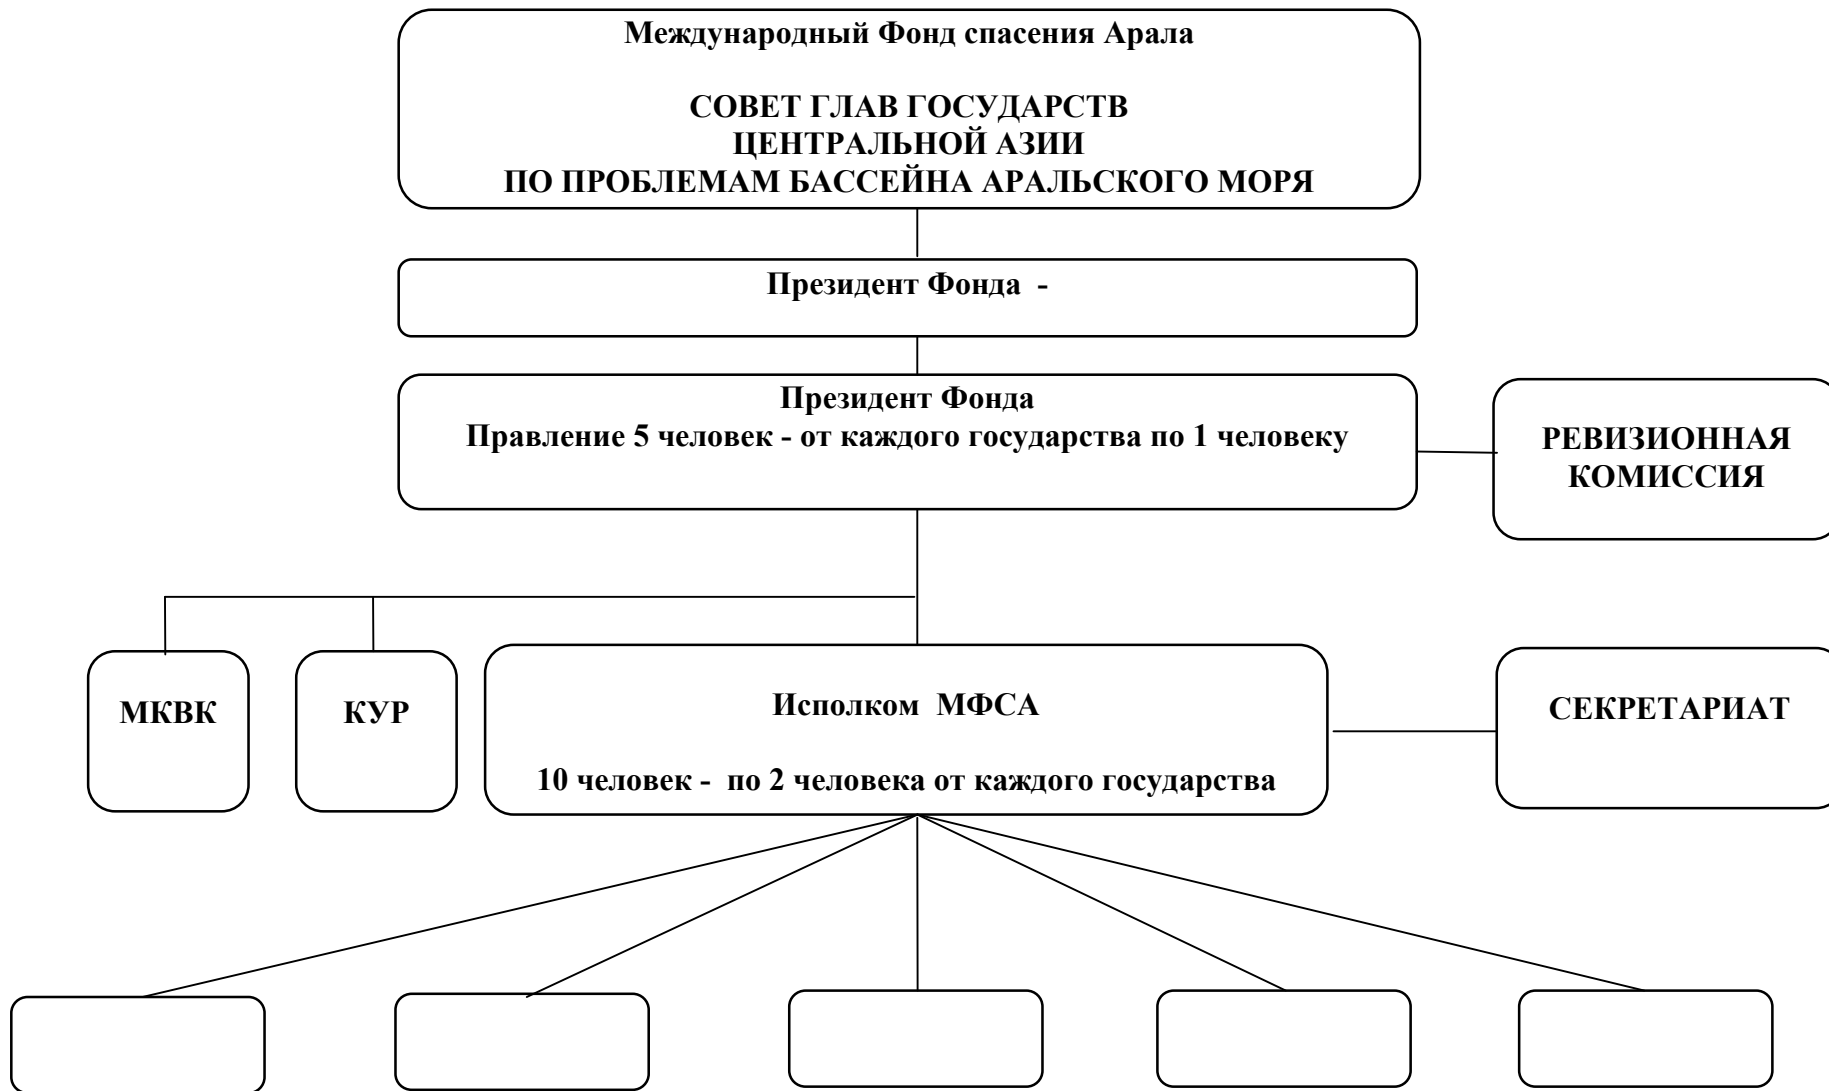 Международный Фонд спасения Арала
СОВЕТ ГЛАВ ГОСУДАРСТВ
ЦЕНТРАЛЬНОЙ АЗИИ
ПО ПРОБЛЕМАМ БАССЕЙНА АРАЛЬСКОГО МОРЯ
Президент Фонда -
Президент Фонда
Правление 5 человек - от каждого государства по 1 человеку
РЕВИЗИОННАЯ
КОМИССИЯ
МКВК
КУР
Исполком МФСА
10 человек - по 2 человека от каждого государства
СЕКРЕТАРИАТ